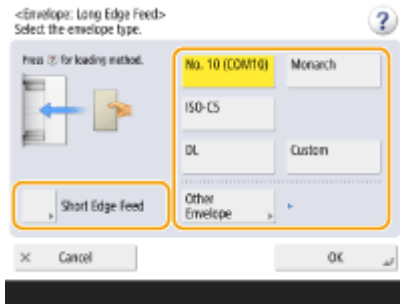 <Envelope: Long Edge Feed>
Select the envelope type.
?
Press ? for loading method.
No. 10 (COM10)
Monarch
ISO-C5
DL
Custom
Short Edge Feed
Other
Envelope
× Cancel
OK